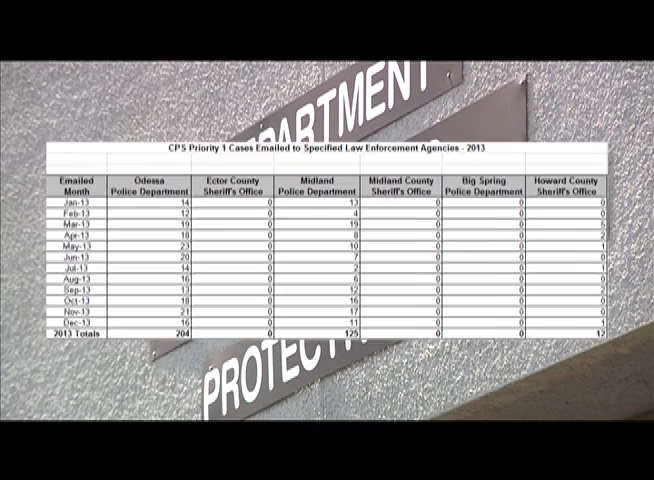 DEPARTMENT
CPS Priority 1 Cases Emailed to Specified Law Enforcement Agencies - 2013
Emailed Month Odessa Police Department Ector County Sheriff's Office Midland Police Department Midland County Sheriff's Office Big Spring Police Department Howard County Sheriff's Office
Jan-13 14 0 13 0 0 0
Feb-13 12 0 4 0 0 0
Mar-13 19 0 19 0 0 5
Apr-13 18 0 8 0 0
May-13 23 0 10 0 0 1
Jun-13 20 0 7 0 0 0
Jul-13 14 0 2 0 0 1
Aug-13 16 0 6 0 0 0
Sep-13 13 0 12 0 0 2
Oct-13 18 0 16 0 0
Nov-13 21 0 17 0 0
Dec-13 16 0 11 0 0 1
2013 Totals 204 0 125 0 0 12
PROTECTIV